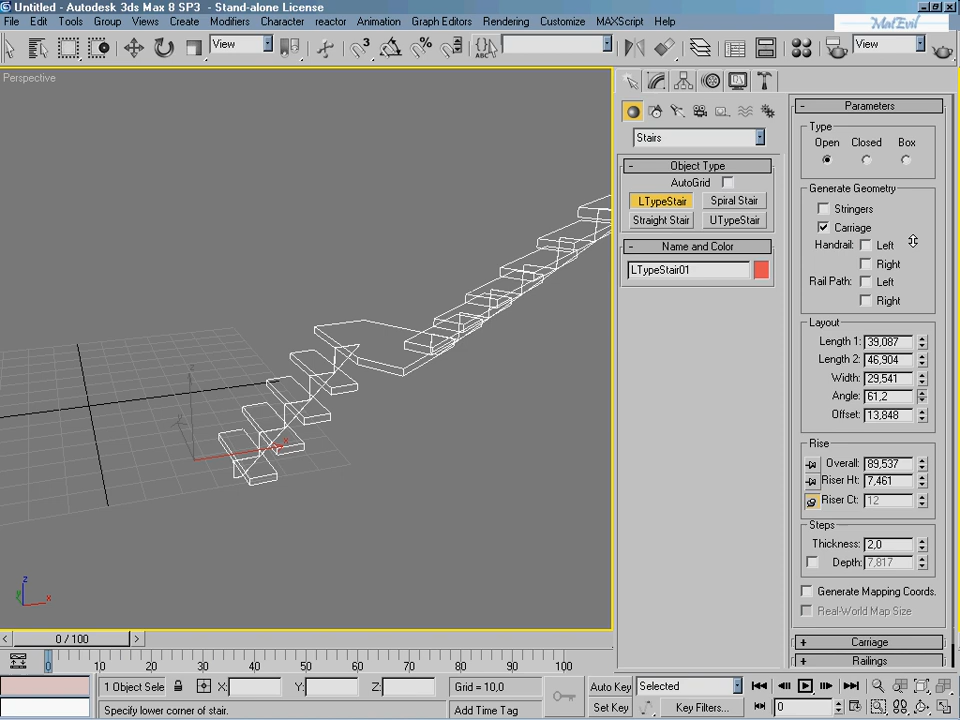 Untitled - Autodesk 3ds Max 8 SP3 - Stand-alone License
File Edit Tools Group Views Create Modifiers Character reactor Animation Graph Editors Rendering Customize MAXScript Help
MatEvil
View
3
%
ABC
View
Perspective
Stairs
- Object Type
AutoGrid
LTypeStair Spiral Stair
Straight Stair UTypeStair
- Name and Color
LTypeStair01
- Parameters
Type
Open Closed Box
Generate Geometry
Stringers
Carriage
Handrail: Left
Right
Rail Path: Left
Right
Layout
Length 1: 39,087
Length 2: 46,904
Width: 29,541
Angle: 61,2
Offset: 13,848
Rise
Overall: 89,537
Riser Ht: 7,461
Riser Ct: 12
Steps
Thickness: 2,0
Depth: 7,817
Generate Mapping Coords.
Real-World Map Size
+ Carriage
+ Railings
z
x
z
x
< 0 / 100 >
0 10 20 30 40 50 60 70 80 90 100
1 Object Sele X: Y: Z: Grid = 10,0 Auto Key Selected
Specify lower corner of stair. Add Time Tag Set Key Key Filters... 0